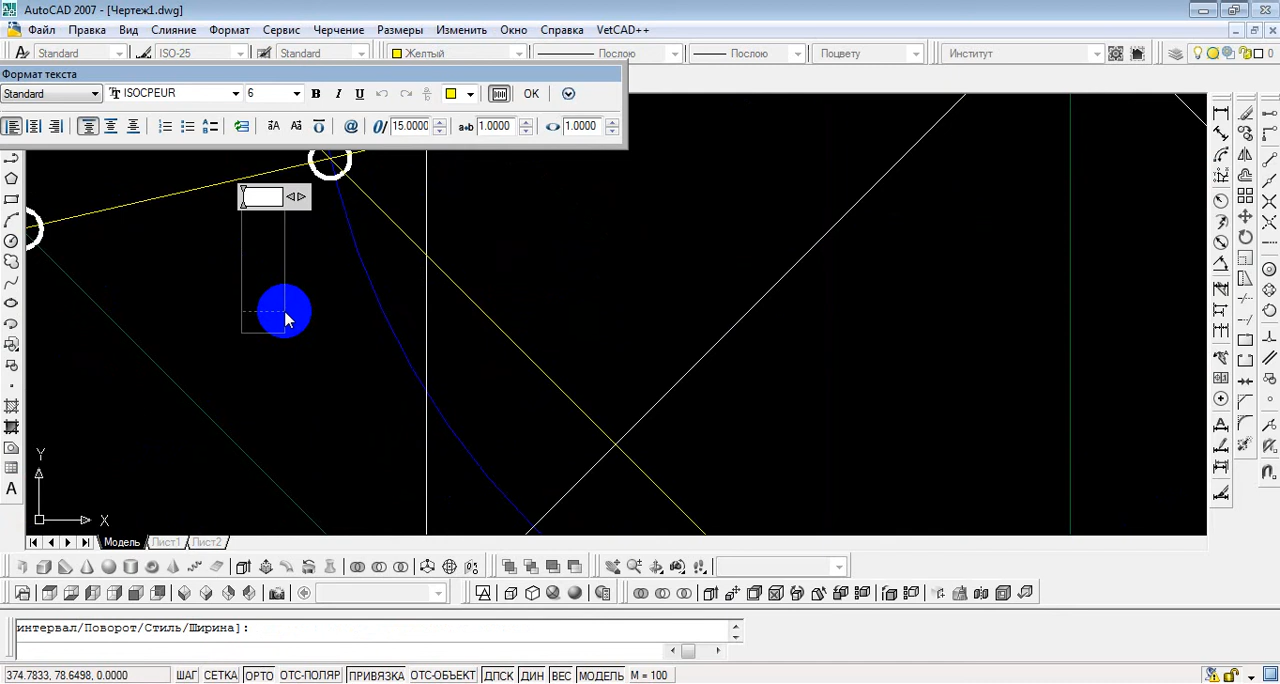 AutoCAD 2007 - [Чертеж1.dwg]
Файл Правка Вид Слияние Формат Сервис Черчение Размеры Изменить Окно Справка VetCAD++
Standard ISO-25 Standard Желтый Послою Послою Поцвету Институт 0
Формат текста
Standard ISOCPEUR 6 B I U OK
15.0000 a+b 1.0000 1.0000
Y
X
A
Модель Лист1 Лист2
интервал/Поворот/Стиль/Ширина]:
374.7833, 78.6498, 0.0000 ШАГ СЕТКА ОРТО ОТС-ПОЛЯР ПРИВЯЗКА ОТС-ОБЪЕКТ ДПСК ДИН ВЕС МОДЕЛЬ М = 100